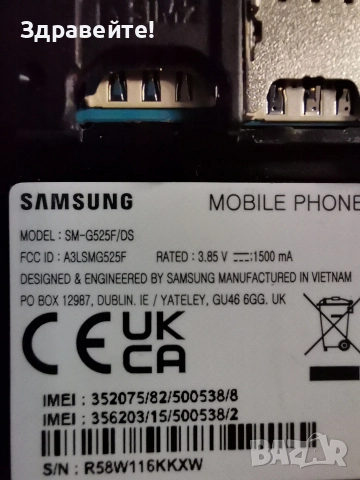 Здравейте!
SAMSUNG MOBILE PHONE
MODEL: SM-G525F/DS
FCC ID : A3LSMG525F RATED : 3.85 V ⎓:1500 mA
DESIGNED & ENGINEERED BY SAMSUNG MANUFACTURED IN VIETNAM
PO BOX 12987, DUBLIN. IE / YATELEY, GU46 6GG. UK
CE UK
CA
IMEI : 352075/82/500538/8
IMEI : 356203/15/500538/2
S/N : R58W116KKXW
BAZAR